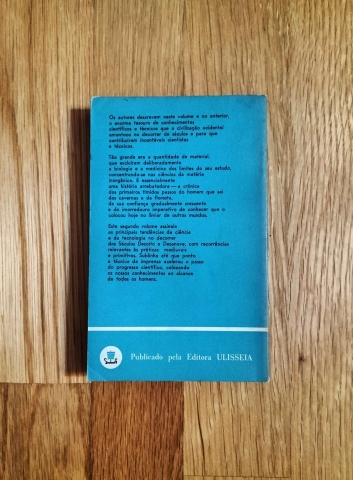 Os autores descrevem neste volume e no anterior,
o enorme tesouro de conhecimentos
científicos e técnicos que a civilização ocidental
amontoou no decorrer de séculos e para que
contribuíram incontáveis cientistas
e técnicos.
Tão grande era a quantidade de material,
que excluíram deliberadamente
a biologia e a medicina dos limites do seu estudo,
concentrando-se nas ciências da matéria
inorgânica. É essencialmente
uma história arrebatadora — a crónica
dos primeiros tímidos passos do homem que sai
das cavernas e da floresta,
da sua confiança gradualmente crescente
e do imorredouro imperativo de conhecer que o
colocou hoje no limiar de outros mundos.
Este segundo volume assinala
as principais tendências da ciência
e da tecnologia no decorrer
dos Séculos Dezoito e Dezanove, com recorrências
relevantes às práticas medievais
e primitivas. Sublinha até que ponto
a técnica da imprensa acelerou o passo
do progresso científico, colocando
os nossos conhecimentos ao alcance
de todos os homens.
Publicado pela Editora ULISSEIA